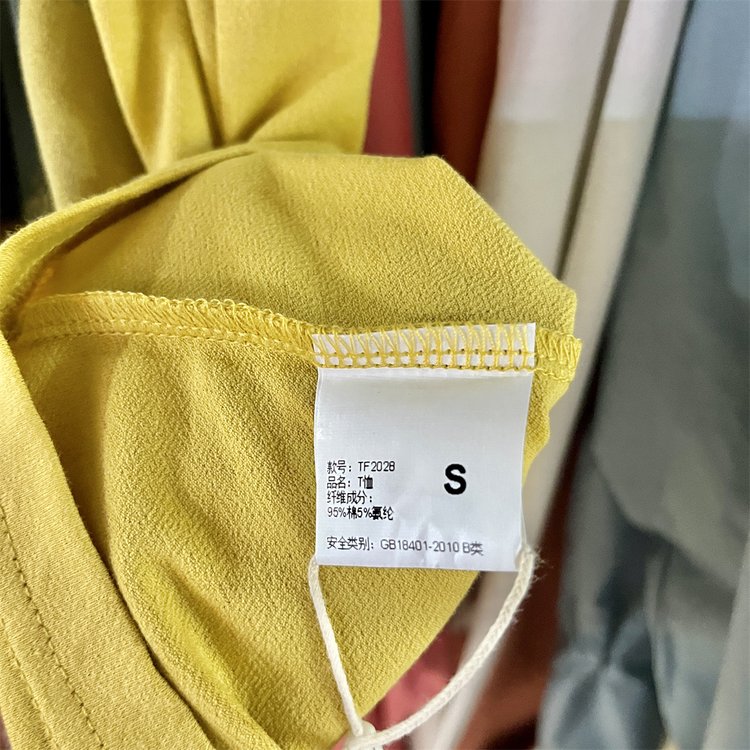 款号：TF2028
品名：T恤
S
纤维成分：
95%棉5%氨纶
安全类别：GB18401-2010 B类